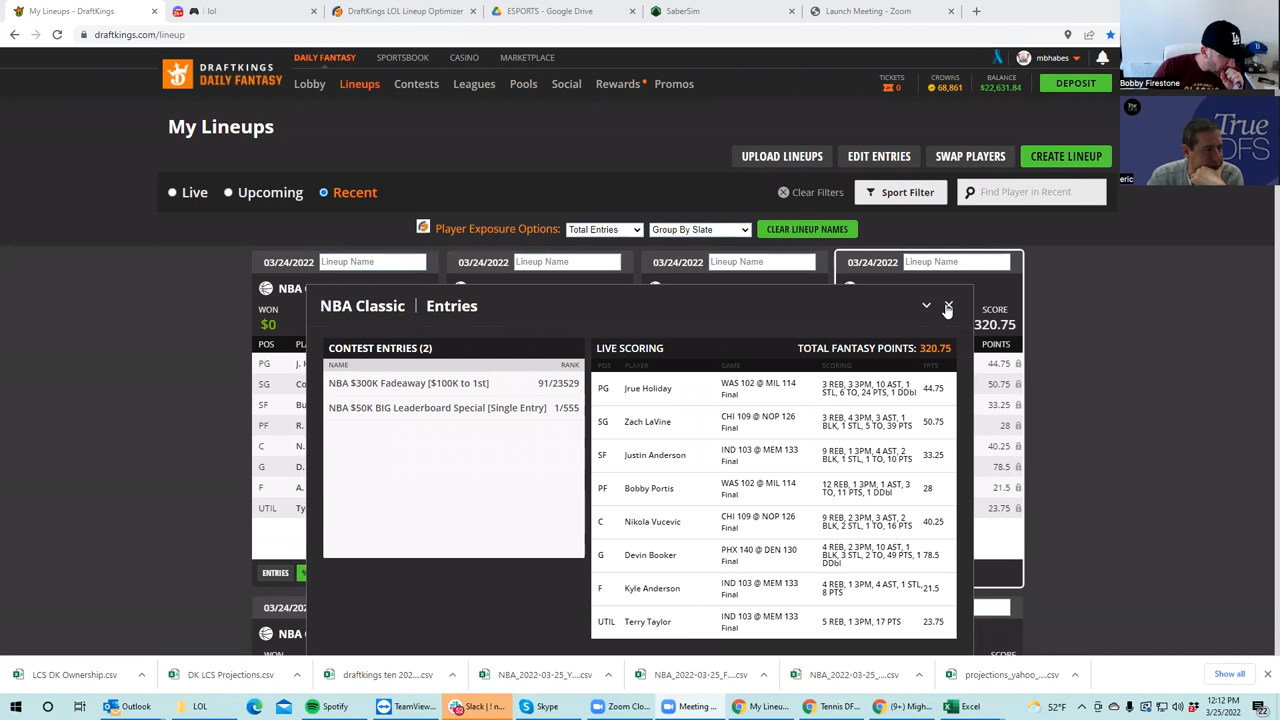 My Lineups - DraftKings
lol
DraftKings LOL Lineup Optimizer
ESPORTS - Google Drive
SaberSim
Launch Meeting - Zoom
draftkings.com/lineup
DAILY FANTASY
SPORTSBOOK
CASINO
MARKETPLACE
mbhabes
DRAFTKINGS
DAILY FANTASY
Lobby
Lineups
Leagues
Pools
Social
Rewards
Promos
TICKETS
0
CROWNS
68,861
BALANCE
$22,631.84
DEPOSIT
Bobby Firestone
True
DFS
eric
My Lineups
UPLOAD LINEUPS
EDIT ENTRIES
SWAP PLAYERS
CREATE LINEUP
Live
Upcoming
Recent
Clear Filters
Sport Filter
Find Player in Recent
Player Exposure Options:
Total Entries
Group By Slate
CLEAR LINEUP NAMES
03/24/2022 Lineup Name
03/24/2022 Lineup Name
03/24/2022 Lineup Name
03/24/2022 Lineup Name
WON
$0
SCORE
320.75
NBA Classic | Entries
CONTEST ENTRIES (2)
NAME RANK
NBA $300K Fadeaway [$100K to 1st] 91/23529
NBA $50K BIG Leaderboard Special [Single Entry] 1/555
LIVE SCORING
TOTAL FANTASY POINTS: 320.75
POS PLAYER GAME SCORING FPTS
PG Jrue Holiday WAS 102 @ MIL 114 Final 3 REB, 3 3PM, 10 AST, 1 STL, 6 TO, 24 PTS, 1 DDbl 44.75
SG Zach LaVine CHI 109 @ NOP 126 Final 3 REB, 4 3PM, 3 AST, 1 BLK, 1 STL, 5 TO, 39 PTS 50.75
SF Justin Anderson IND 103 @ MEM 133 Final 9 REB, 1 3PM, 4 AST, 2 BLK, 1 STL, 1 TO, 10 PTS 33.25
PF Bobby Portis WAS 102 @ MIL 114 Final 12 REB, 1 3PM, 1 AST, 3 TO, 11 PTS, 1 DDbl 28
C Nikola Vucevic CHI 109 @ NOP 126 Final 9 REB, 2 3PM, 1 AST, 2 BLK, 2 STL, 1 TO, 16 PTS 40.25
G Devin Booker PHX 140 @ DEN 130 Final 4 REB, 2 3PM, 10 AST, 1 BLK, 3 STL, 2 TO, 49 PTS, 1 DDbl 78.5
F Kyle Anderson IND 103 @ MEM 133 Final 4 REB, 1 3PM, 4 AST, 1 STL, 8 PTS 21.5
UTIL Terry Taylor IND 103 @ MEM 133 Final 5 REB, 1 3PM, 17 PTS 23.75
POS
PG
SG
SF
PF
C
G
F
UTIL
POINTS
44.75
50.75
33.25
28
40.25
78.5
21.5
23.75
ENTRIES
LCS DK Ownership.csv
DK LCS Projections.csv
draftkings ten 202....csv
NBA_2022-03-25_Y....csv
NBA_2022-03-25_F....csv
NBA_2022-03-25_....csv
projections_yahoo_....csv
Show all
Outlook
LOL
Spotify
TeamView...
Slack | ! n...
Skype
Zoom Clo...
Meeting ...
My Lineu...
Tennis DF...
(9+) Migh...
Excel
52°F
12:12 PM
3/25/2022
22